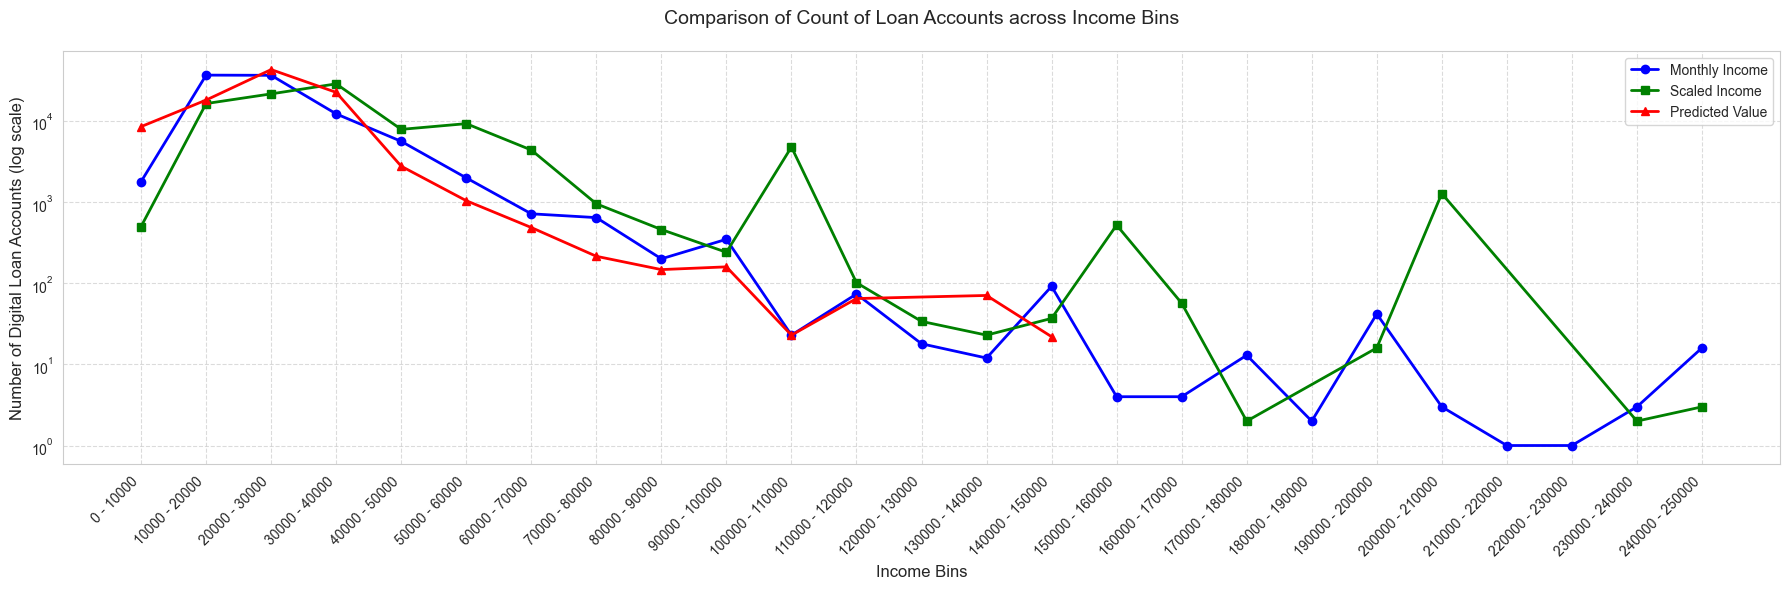 Comparison of Count of Loan Accounts across Income Bins
Number of Digital Loan Accounts (log scale)
10^4
10^3
10^2
10^1
10^0
Monthly Income
Scaled Income
Predicted Value
0 - 10000
10000 - 20000
20000 - 30000
30000 - 40000
40000 - 50000
50000 - 60000
60000 - 70000
70000 - 80000
80000 - 90000
90000 - 100000
100000 - 110000
110000 - 120000
120000 - 130000
130000 - 140000
140000 - 150000
150000 - 160000
160000 - 170000
170000 - 180000
180000 - 190000
190000 - 200000
200000 - 210000
210000 - 220000
220000 - 230000
230000 - 240000
240000 - 250000
Income Bins